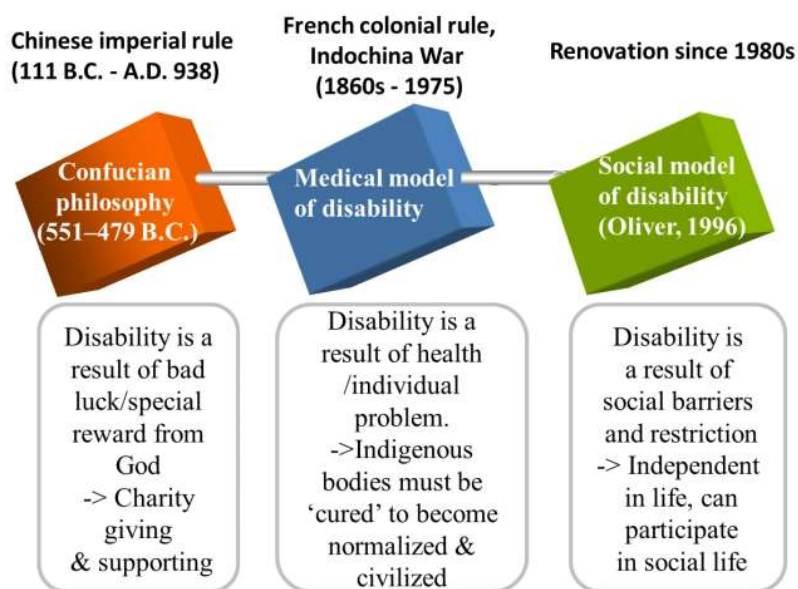 Chinese imperial rule
(111 B.C. - A.D. 938)
French colonial rule,
Indochina War
(1860s - 1975)
Renovation since 1980s
Confucian
philosophy
(551–479 B.C.)
Medical model
of disability
Social model
of disability
(Oliver, 1996)
Disability is a
result of bad
luck/special
reward from
God
-> Charity
giving
& supporting
Disability is a
result of health
/individual
problem.
->Indigenous
bodies must be
‘cured’ to become
normalized &
civilized
Disability is
a result of
social barriers
and restriction
-> Independent
in life, can
participate
in social life